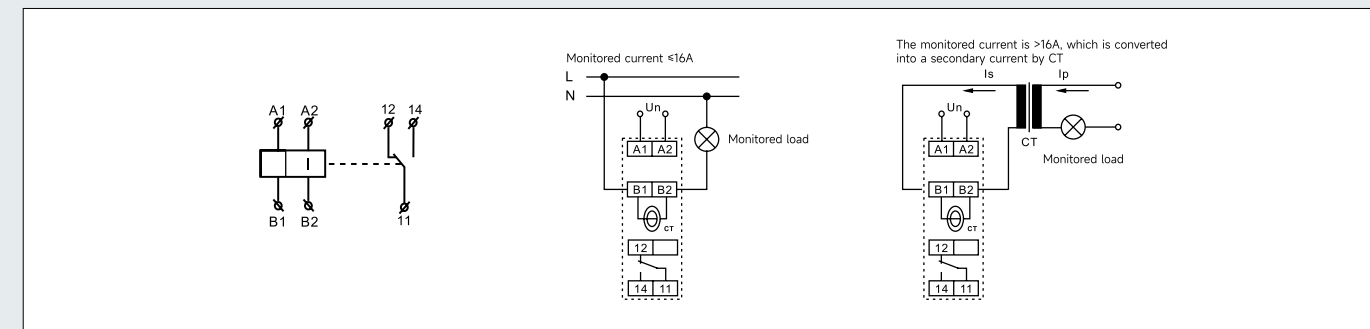 A1 A2 12 14
I
B1 B2 11
Monitored current ≤16A
L
N
Un
Monitored load
A1 A2
B1 B2
CT
12
14 11
The monitored current is >16A, which is converted
into a secondary current by CT
Is Ip
Un
CT
A1 A2
Monitored load
B1 B2
CT
12
14 11